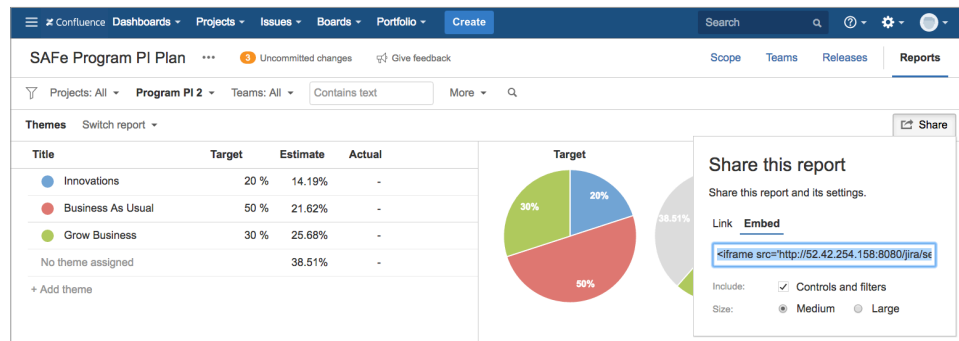 Confluence Dashboards Projects Issues Boards Portfolio Create Search
SAFe Program PI Plan ... 3 Uncommitted changes Give feedback Scope Teams Releases Reports
Projects: All Program PI 2 Teams: All Contains text More
Themes Switch report Share
Title Target Estimate Actual
Innovations 20 % 14.19% -
Business As Usual 50 % 21.62% -
Grow Business 30 % 25.68% -
No theme assigned 38.51%
+ Add theme
Target
20%
30%
50%
38.51%
Share this report
Share this report and its settings.
Link Embed
<iframe src='http://52.42.254.158:8080/jira/se
Include: Controls and filters
Size: Medium Large